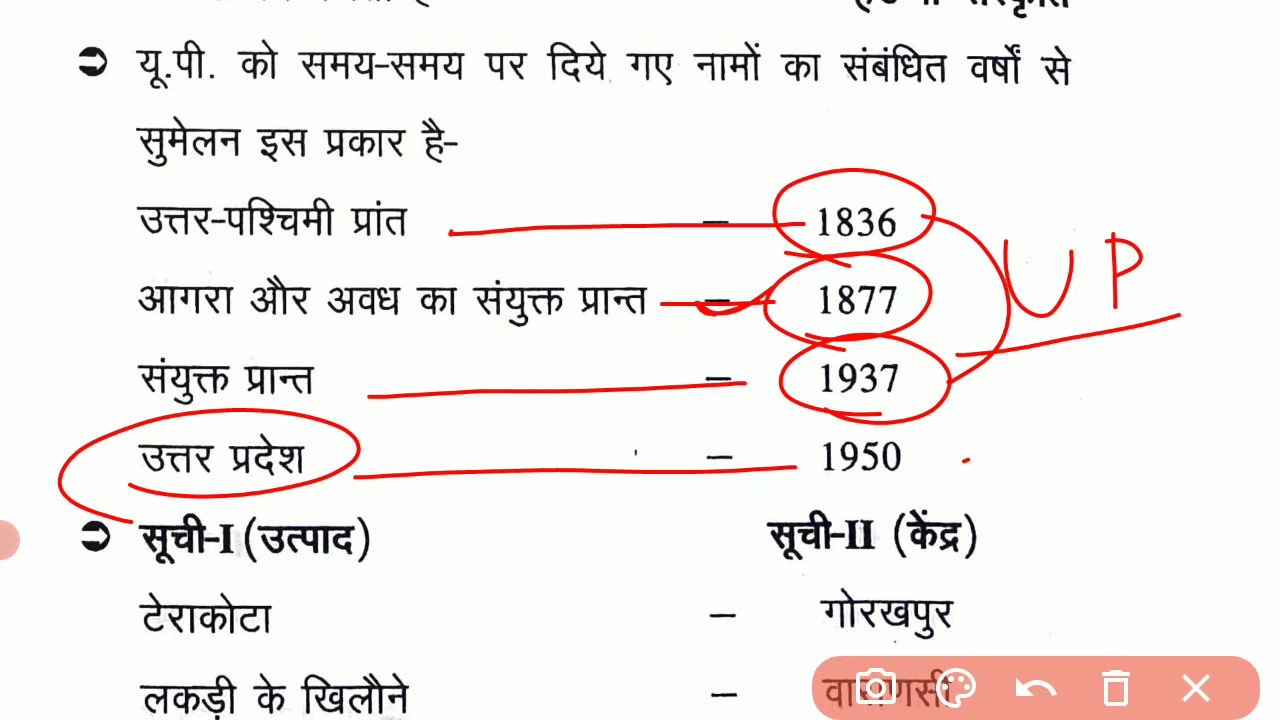 ➲ यू.पी. को समय-समय पर दिये गए नामों का संबंधित वर्षों से
सुमेलन इस प्रकार है-
उत्तर-पश्चिमी प्रांत – 1836
आगरा और अवध का संयुक्त प्रान्त – 1877
UP
संयुक्त प्रान्त – 1937
उत्तर प्रदेश – 1950
➲ सूची-I (उत्पाद) सूची-II (केंद्र)
टेराकोटा – गोरखपुर
लकड़ी के खिलौने – वाराणसी